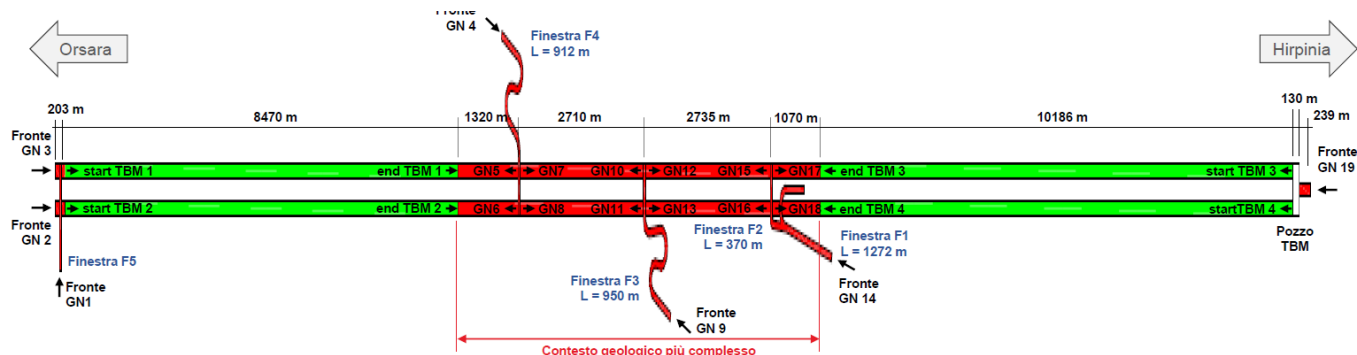 Fronte
GN 4
Finestra F4
L = 912 m
Orsara
Hirpinia
203 m
8470 m
1320 m
2710 m
2735 m
1070 m
10186 m
130 m
239 m
Fronte
GN 3
Fronte
GN 19
start TBM 1
end TBM 1
GN5
GN7
GN10
GN12
GN15
GN17
end TBM 3
start TBM 3
start TBM 2
end TBM 2
GN6
GN8
GN11
GN13
GN16
GN18
end TBM 4
startTBM 4
Fronte
GN 2
Finestra F5
Fronte
GN1
Finestra F2
L = 370 m
Finestra F1
L = 1272 m
Pozzo
TBM
Finestra F3
L = 950 m
Fronte
GN 9
Fronte
GN 14
Contesto geologico più complesso